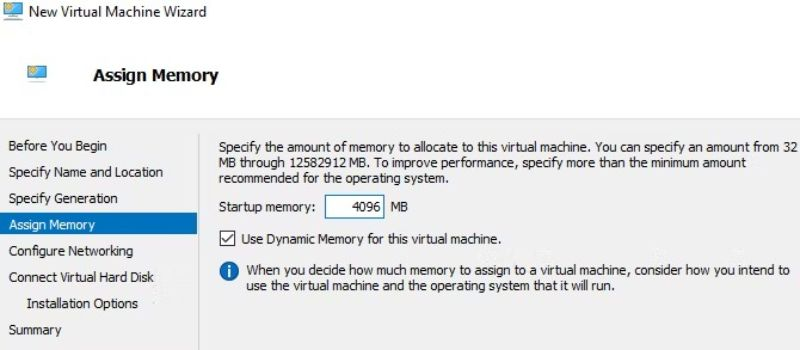 New Virtual Machine Wizard
Assign Memory
Before You Begin
Specify Name and Location
Specify Generation
Assign Memory
Configure Networking
Connect Virtual Hard Disk
Installation Options
Summary
Specify the amount of memory to allocate to this virtual machine. You can specify an amount from 32
MB through 12582912 MB. To improve performance, specify more than the minimum amount
recommended for the operating system.
Startup memory: 4096 MB
Use Dynamic Memory for this virtual machine.
When you decide how much memory to assign to a virtual machine, consider how you intend to
use the virtual machine and the operating system that it will run.